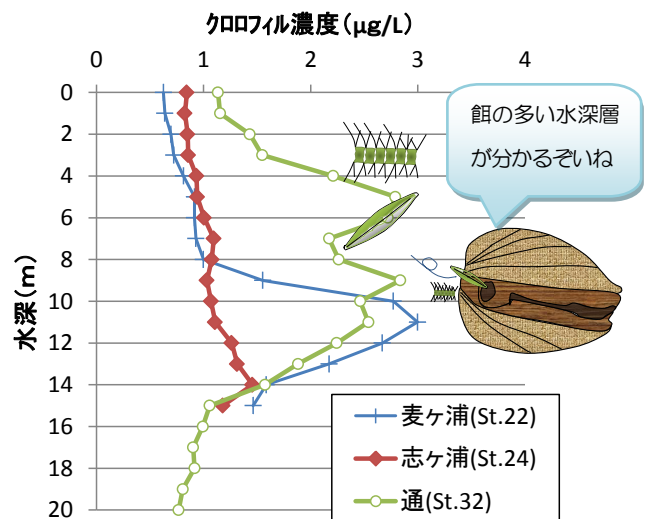 クロロフィル濃度(μg/L)
0 1 2 3 4
餌の多い水深層
が分かるぞいね
水深(m)
0
2
4
6
8
10
12
14
16
18
20
麦ヶ浦(St.22)
志ヶ浦(St.24)
通(St.32)